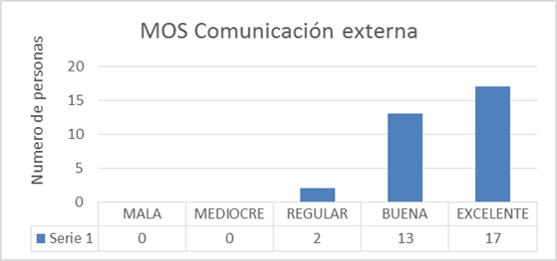 MOS Comunicación externa
Numero de personas
20
15
10
5
0
MALA MEDIOCRE REGULAR BUENA EXCELENTE
Serie 1 0 0 2 13 17